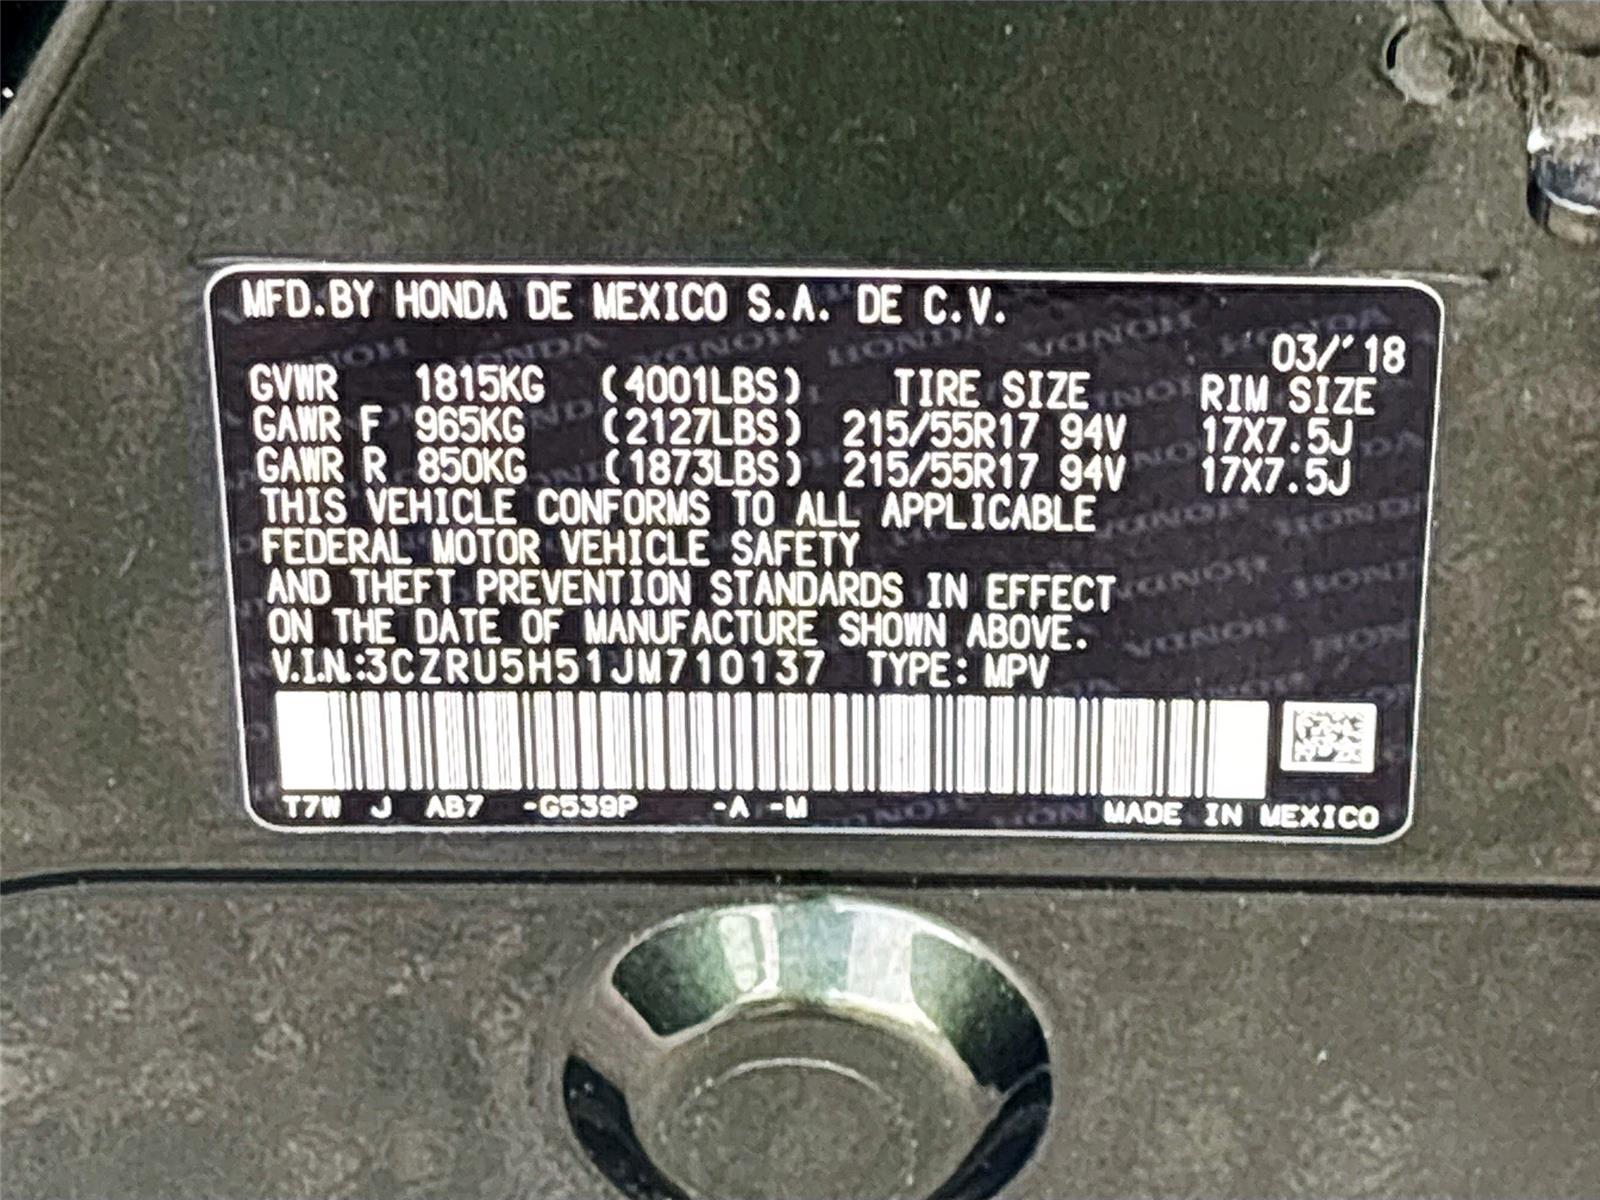 MFD.BY HONDA DE MEXICO S.A. DE C.V.
03/'18
GVWR 1815KG (4001LBS) TIRE SIZE RIM SIZE
GAWR F 965KG (2127LBS) 215/55R17 94V 17X7.5J
GAWR R 850KG (1873LBS) 215/55R17 94V 17X7.5J
THIS VEHICLE CONFORMS TO ALL APPLICABLE
FEDERAL MOTOR VEHICLE SAFETY
AND THEFT PREVENTION STANDARDS IN EFFECT
ON THE DATE OF MANUFACTURE SHOWN ABOVE.
V.I.N.:3CZRU5H51JM710137 TYPE: MPV
T7W J AB7 -G539P -A -M MADE IN MEXICO